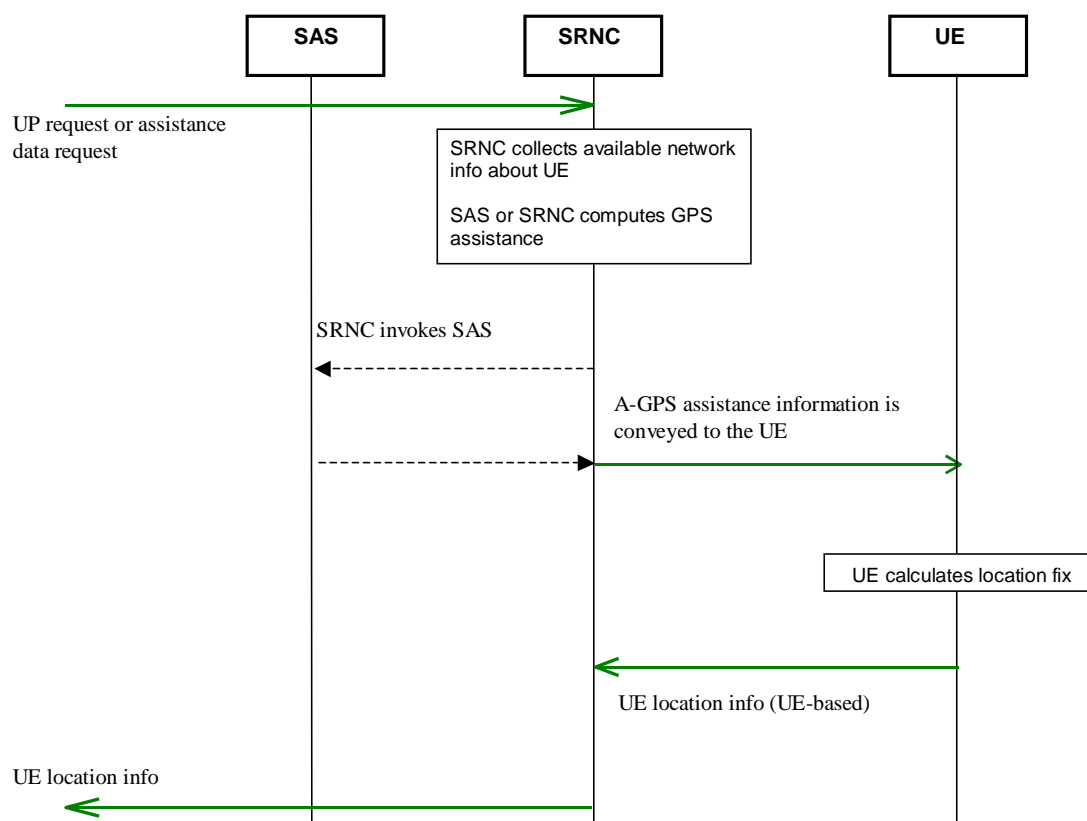 SAS
SRNC
UE
UP request or assistance
data request
SRNC collects available network
info about UE
SAS or SRNC computes GPS
assistance
SRNC invokes SAS
A-GPS assistance information is
conveyed to the UE
UE calculates location fix
UE location info (UE-based)
UE location info